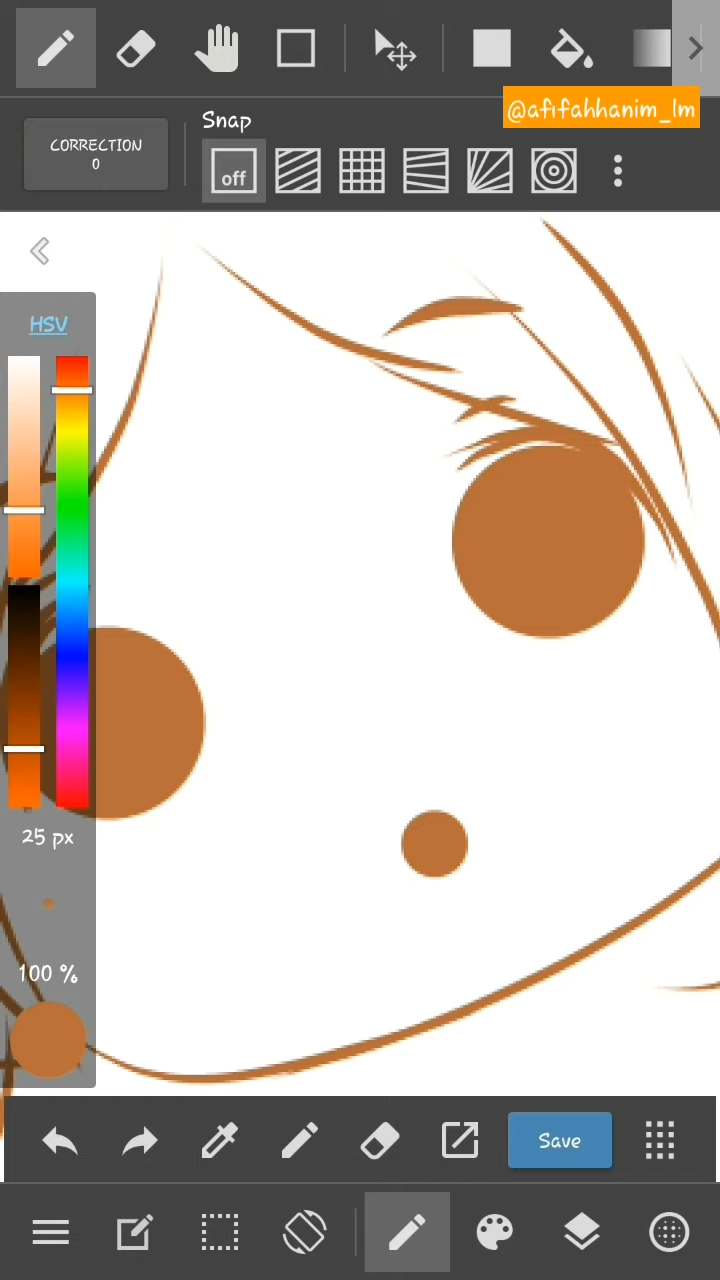 @afifahhanim_lm
Snap
CORRECTION
0
off
HSV
25 px
100 %
Save